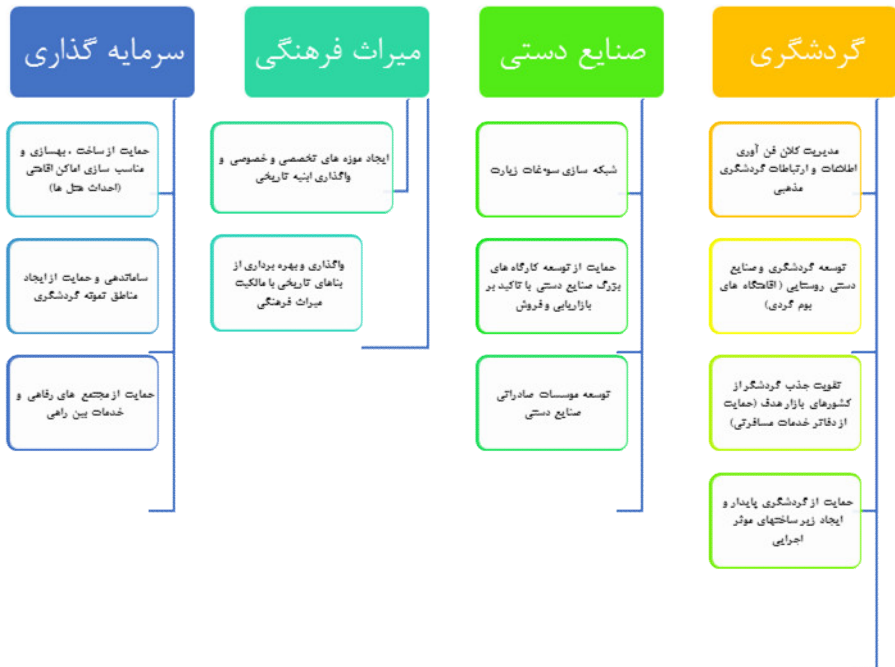 گردشگری
مدیریت کلان فن آوری
اطلاعات و ارتباطات گردشگری
مذهبی
توسعه گردشگری و صنایع
دستی روستایی (اقامتگاه های
بوم گردی)
تقویت جذب گردشگر از
کشورهای بازار هدف (حمایت
از دفاتر خدمات مسافرتی)
حمایت از گردشگری پایدار و
ایجاد زیر ساختهای موثر
اجرایی
صنایع دستی
شبکه سازی سوغات زیارت
حمایت از توسعه کارگاه های
بزرگ صنایع دستی با تاکید بر
بازاریابی و فروش
توسعه موسسات صادراتی
صنایع دستی
میراث فرهنگی
ایجاد موزه های تخصصی و خصوصی و
واگذاری ابنیه تاریخی
واگذاری و بهره برداری از
بناهای تاریخی با مالکیت
میراث فرهنگی
سرمایه گذاری
حمایت از ساخت ، بهسازی و
مناسب سازی اماکن اقامتی
(احداث هتل ها)
ساماندهی و حمایت از ایجاد
مناطق نمونه گردشگری
حمایت از مجتمع های رفاهی و
خدمات بین راهی